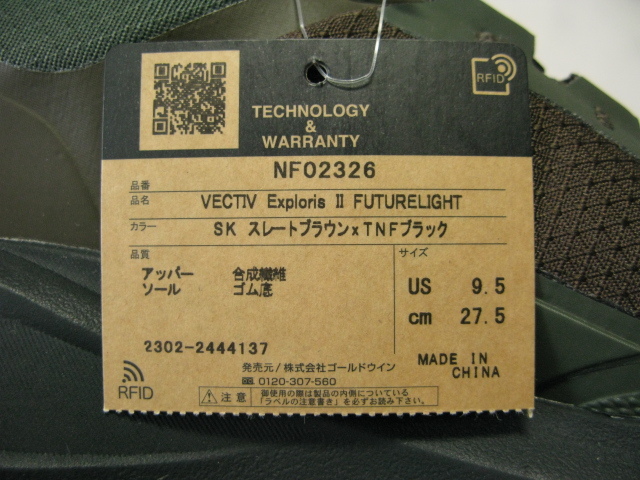 RFID
TECHNOLOGY
&
WARRANTY
品番 NF02326
品名 VECTIV Exploris II FUTURELIGHT
カラー SK スレートブラウン×TNFブラック
品質
アッパー 合成繊維
ソール ゴム底
サイズ
US 9.5
cm 27.5
2302-2444137
MADE IN
CHINA
RFID
発売元/株式会社ゴールドウイン
0120-307-560
注意 御使用の際は製品の内側についている
「ラベルの注意書き」を必ずお読み下さい。